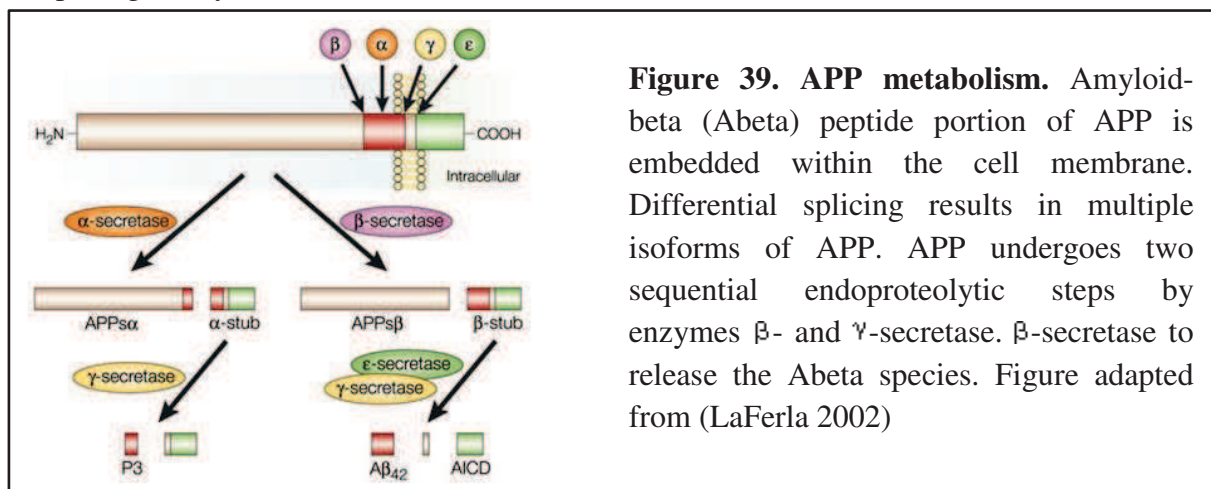 β α γ ε
H₂N
COOH
Intracellular
α-secretase
β-secretase
APPsα
α-stub
APPsβ
β-stub
γ-secretase
ε-secretase
γ-secretase
P3
Aβ₄₂
AICD
Figure 39. APP metabolism. Amyloid-
beta (Abeta) peptide portion of APP is
embedded within the cell membrane.
Differential splicing results in multiple
isoforms of APP. APP undergoes two
sequential endoproteolytic steps by
enzymes β- and γ-secretase. β-secretase to
release the Abeta species. Figure adapted
from (LaFerla 2002)